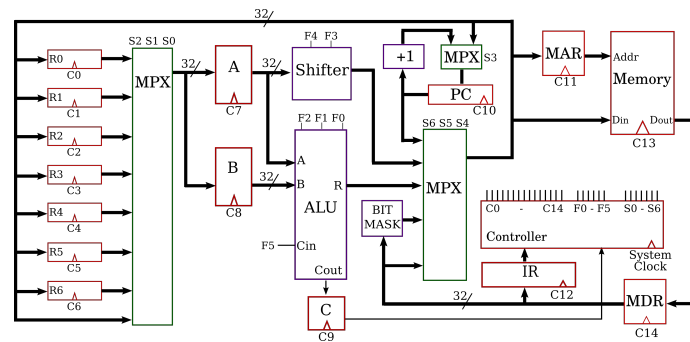 32
S2 S1 S0
F4 F3
+1
MPX
S3
MAR
C11
Addr
Memory
Din
Dout
C13
R0
C0
R1
C1
R2
C2
R3
C3
R4
C4
R5
C5
R6
C6
MPX
32
A
C7
32
Shifter
PC
C10
B
C8
32
F2 F1 F0
A
B
R
ALU
F5
Cin
Cout
C
C9
S6 S5 S4
MPX
BIT
MASK
32
C0 - C14 F0 - F5 S0 - S6
Controller
System
Clock
IR
C12
MDR
C14